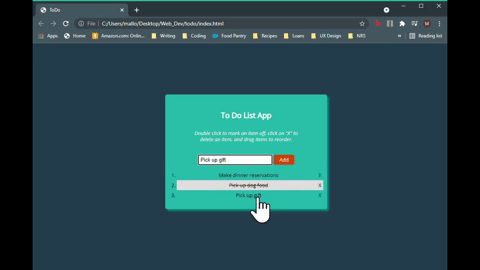 ToDo
File | C:/Users/mallo/Desktop/Web_Dev/todo/index.html
M
Apps Home Amazon.com: Onlin... Writing Coding Food Pantry Recipes Loans UX Design NRS » Reading list
To Do List App
Double click to mark an item off, click on "X" to
delete an item, and drag items to reorder.
Pick up gift Add
1. Make dinner reservations X
2. Pick up dog food X
3. Pick up gift X